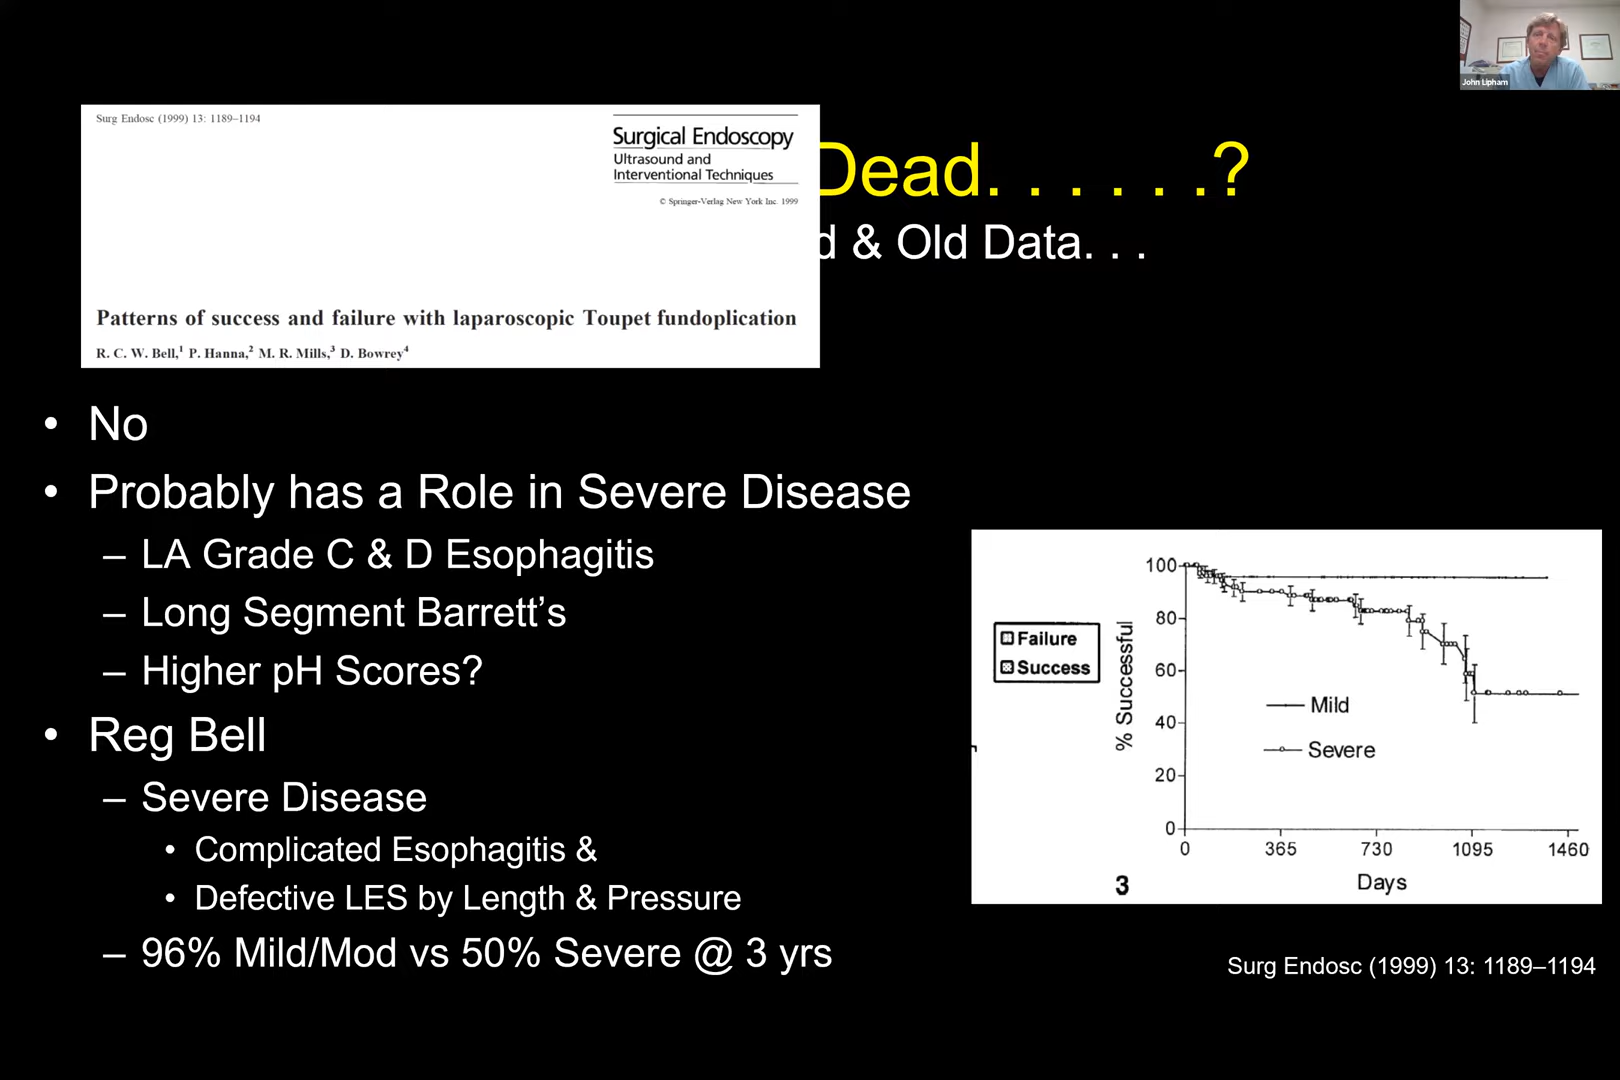 John Lipham
Surg Endosc (1999) 13: 1189–1194
Surgical Endoscopy
Ultrasound and
Interventional Techniques
© Springer-Verlag New York Inc. 1999
Dead. . . . . .?
d & Old Data. . .
Patterns of success and failure with laparoscopic Toupet fundoplication
R. C. W. Bell,1 P. Hanna,2 M. R. Mills,3 D. Bowrey4
• No
• Probably has a Role in Severe Disease
– LA Grade C & D Esophagitis
– Long Segment Barrett’s
– Higher pH Scores?
• Reg Bell
– Severe Disease
• Complicated Esophagitis &
• Defective LES by Length & Pressure
– 96% Mild/Mod vs 50% Severe @ 3 yrs
Failure
Success
% Successful
100
80
60
40
20
0
Mild
Severe
0 365 730 1095 1460
Days
3
Surg Endosc (1999) 13: 1189–1194